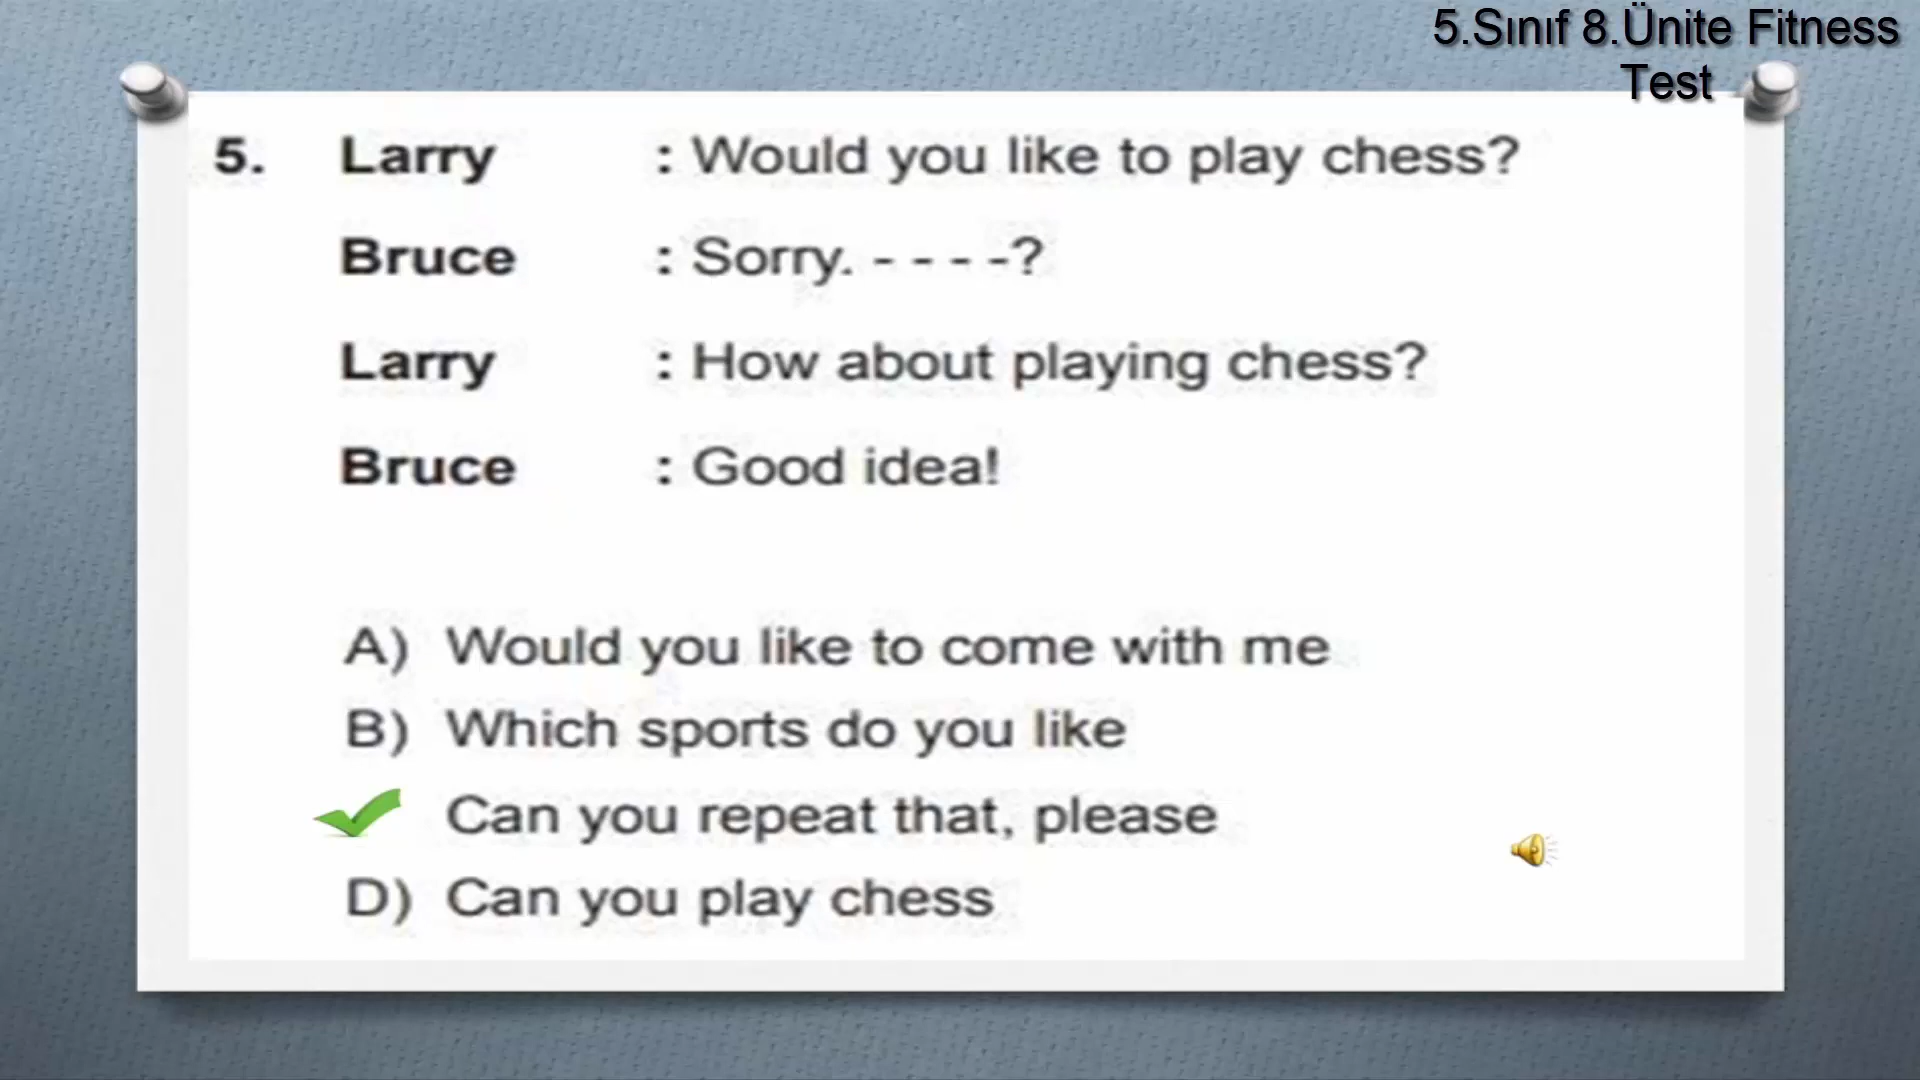 5.Sınıf 8.Ünite Fitness
Test
5. Larry : Would you like to play chess?
Bruce : Sorry. - - - -?
Larry : How about playing chess?
Bruce : Good idea!
A) Would you like to come with me
B) Which sports do you like
Can you repeat that, please
D) Can you play chess